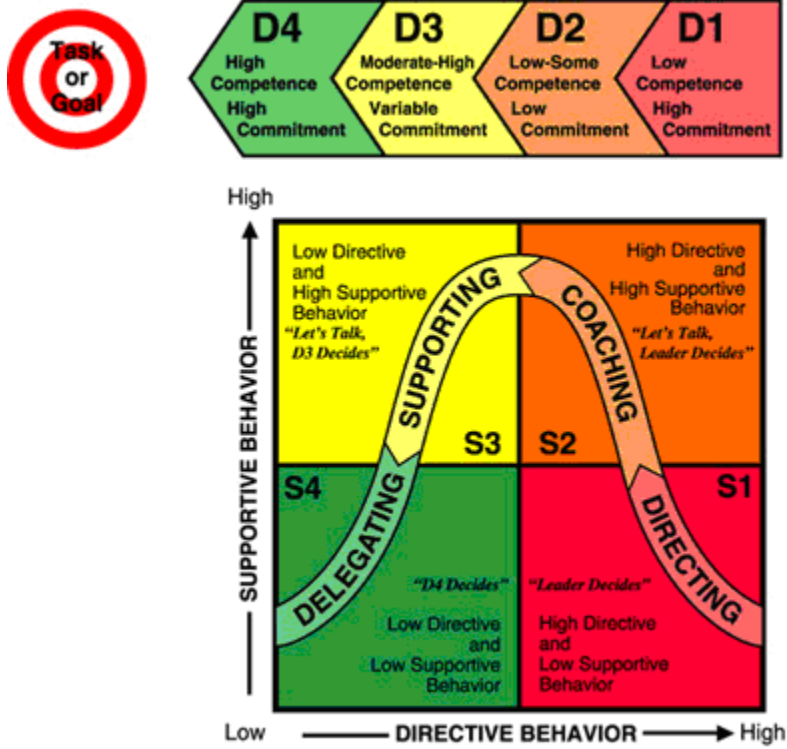 Task
or
Goal
D4
High
Competence
High
Commitment
D3
Moderate-High
Competence
Variable
Commitment
D2
Low-Some
Competence
Low
Commitment
D1
Low
Competence
High
Commitment
High
SUPPORTIVE BEHAVIOR
Low Directive
and
High Supportive
Behavior
"Let's Talk,
D3 Decides"
SUPPORTING
S3
High Directive
and
High Supportive
Behavior
"Let's Talk,
Leader Decides"
COACHING
S2
S4
DELEGATING
"D4 Decides"
Low Directive
and
Low Supportive
Behavior
S1
DIRECTING
"Leader Decides"
High Directive
and
Low Supportive
Behavior
Low
DIRECTIVE BEHAVIOR
High